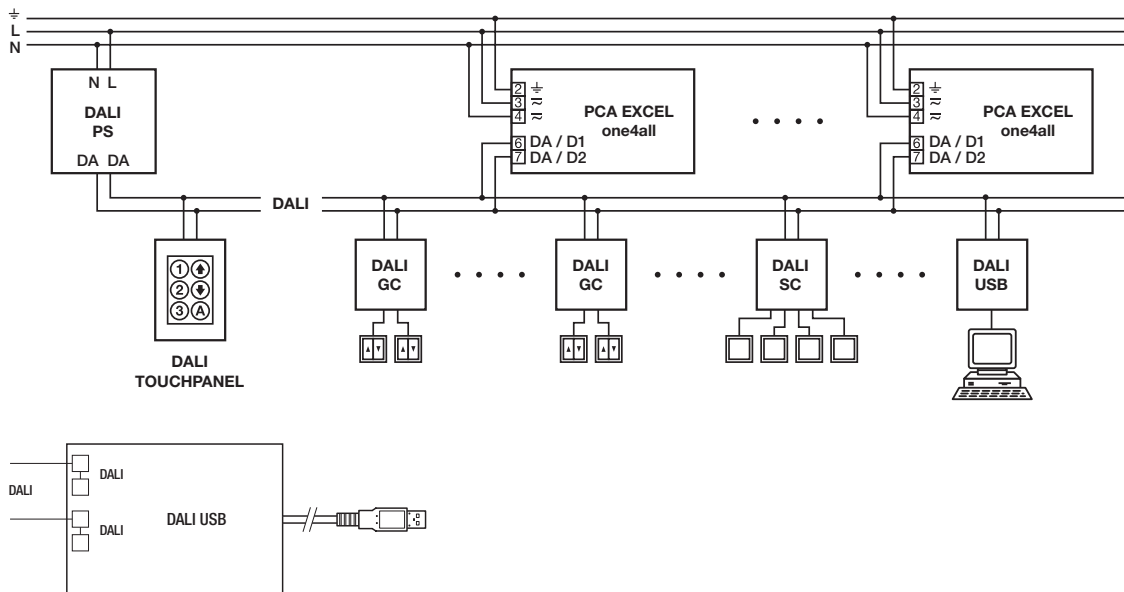 L
N
N L
DALI
PS
DA DA
2
3
4
PCA EXCEL
one4all
6 DA / D1
7 DA / D2
2
3
4
PCA EXCEL
one4all
6 DA / D1
7 DA / D2
DALI
1
2
3 A
DALI
TOUCHPANEL
DALI
GC
DALI
GC
DALI
SC
DALI
USB
DALI
DALI
DALI
DALI USB